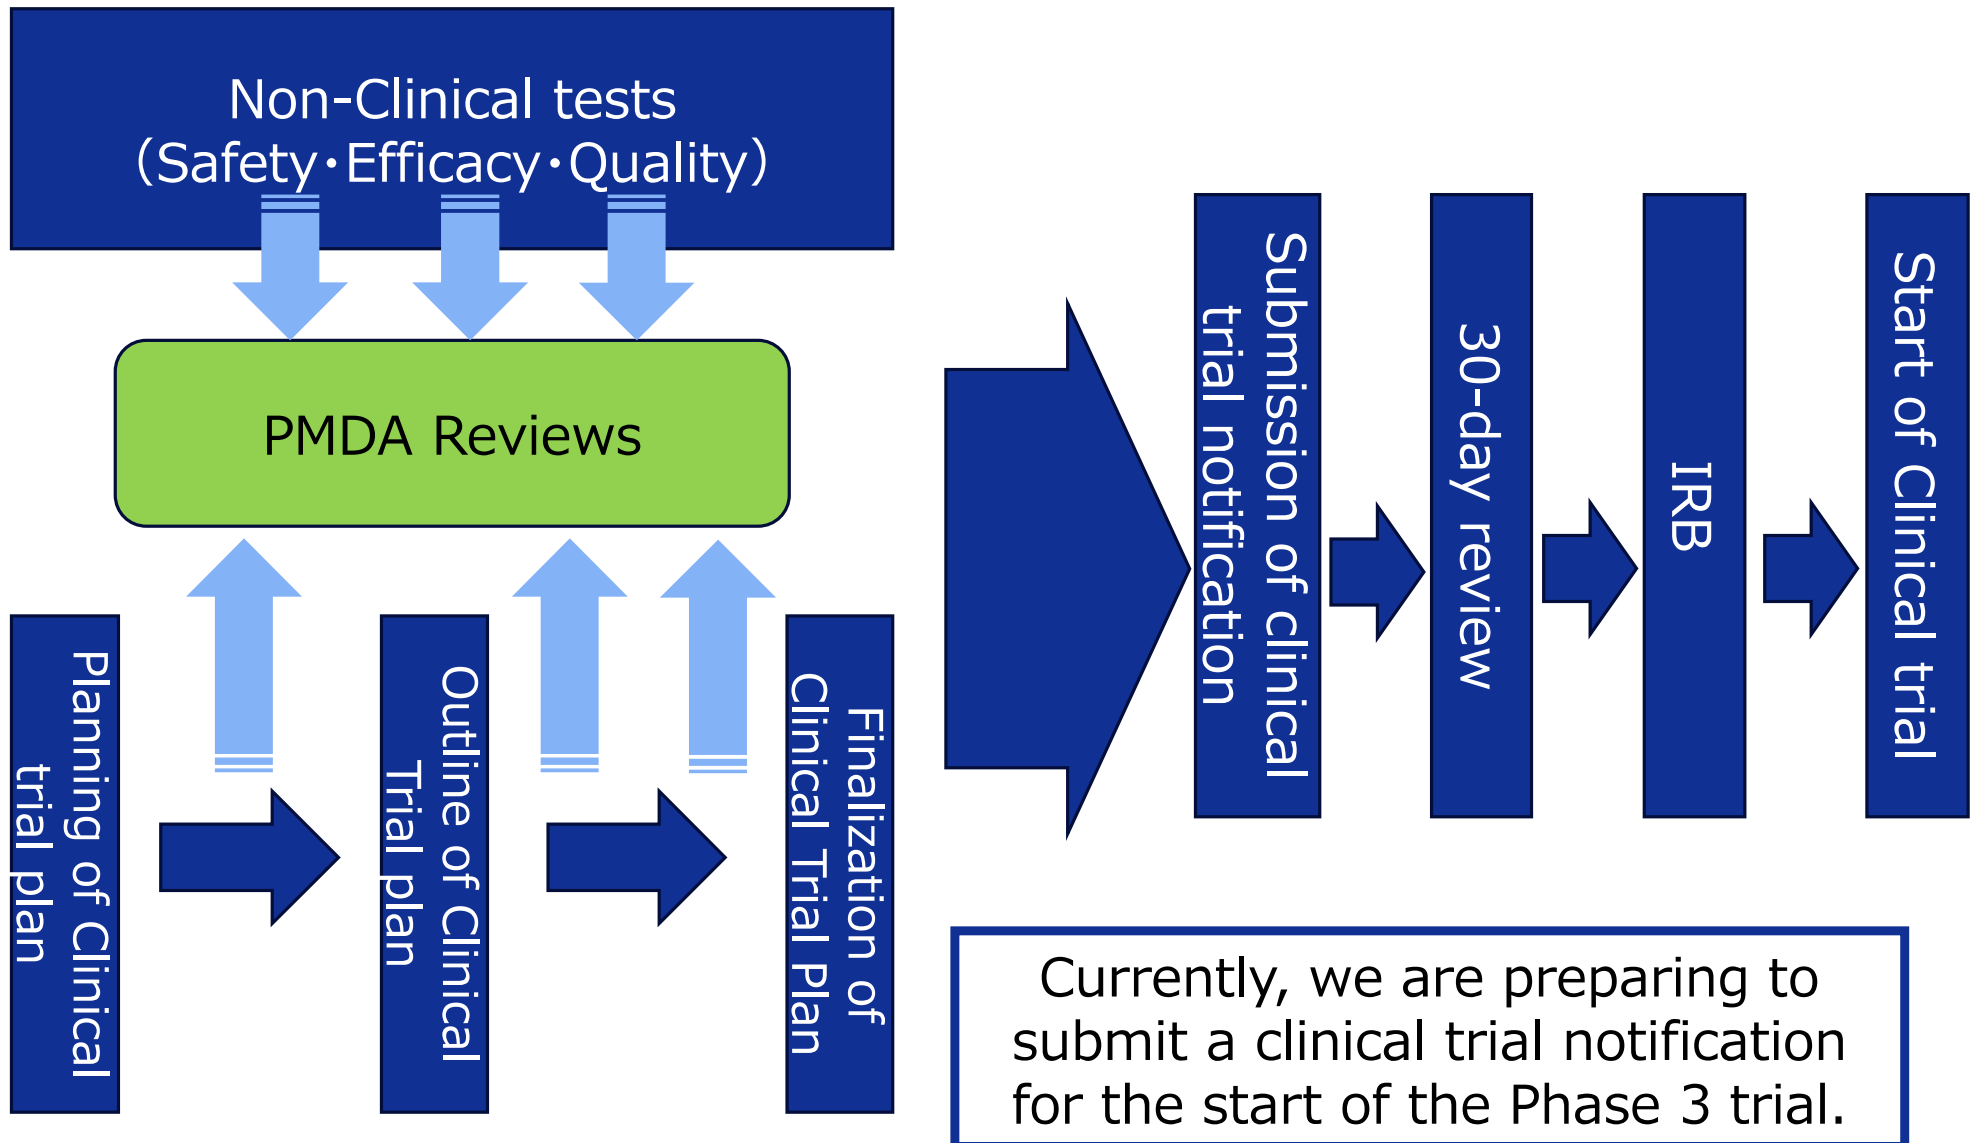 Non-Clinical tests
（Safety･Efficacy･Quality）
PMDA Reviews
Planning of Clinical
trial plan
Outline of Clinical
Trial plan
Finalization of
Clinical Trial Plan
Submission of clinical
trial notification
30-day review
IRB
Start of Clinical trial
Currently, we are preparing to
submit a clinical trial notification
for the start of the Phase 3 trial.